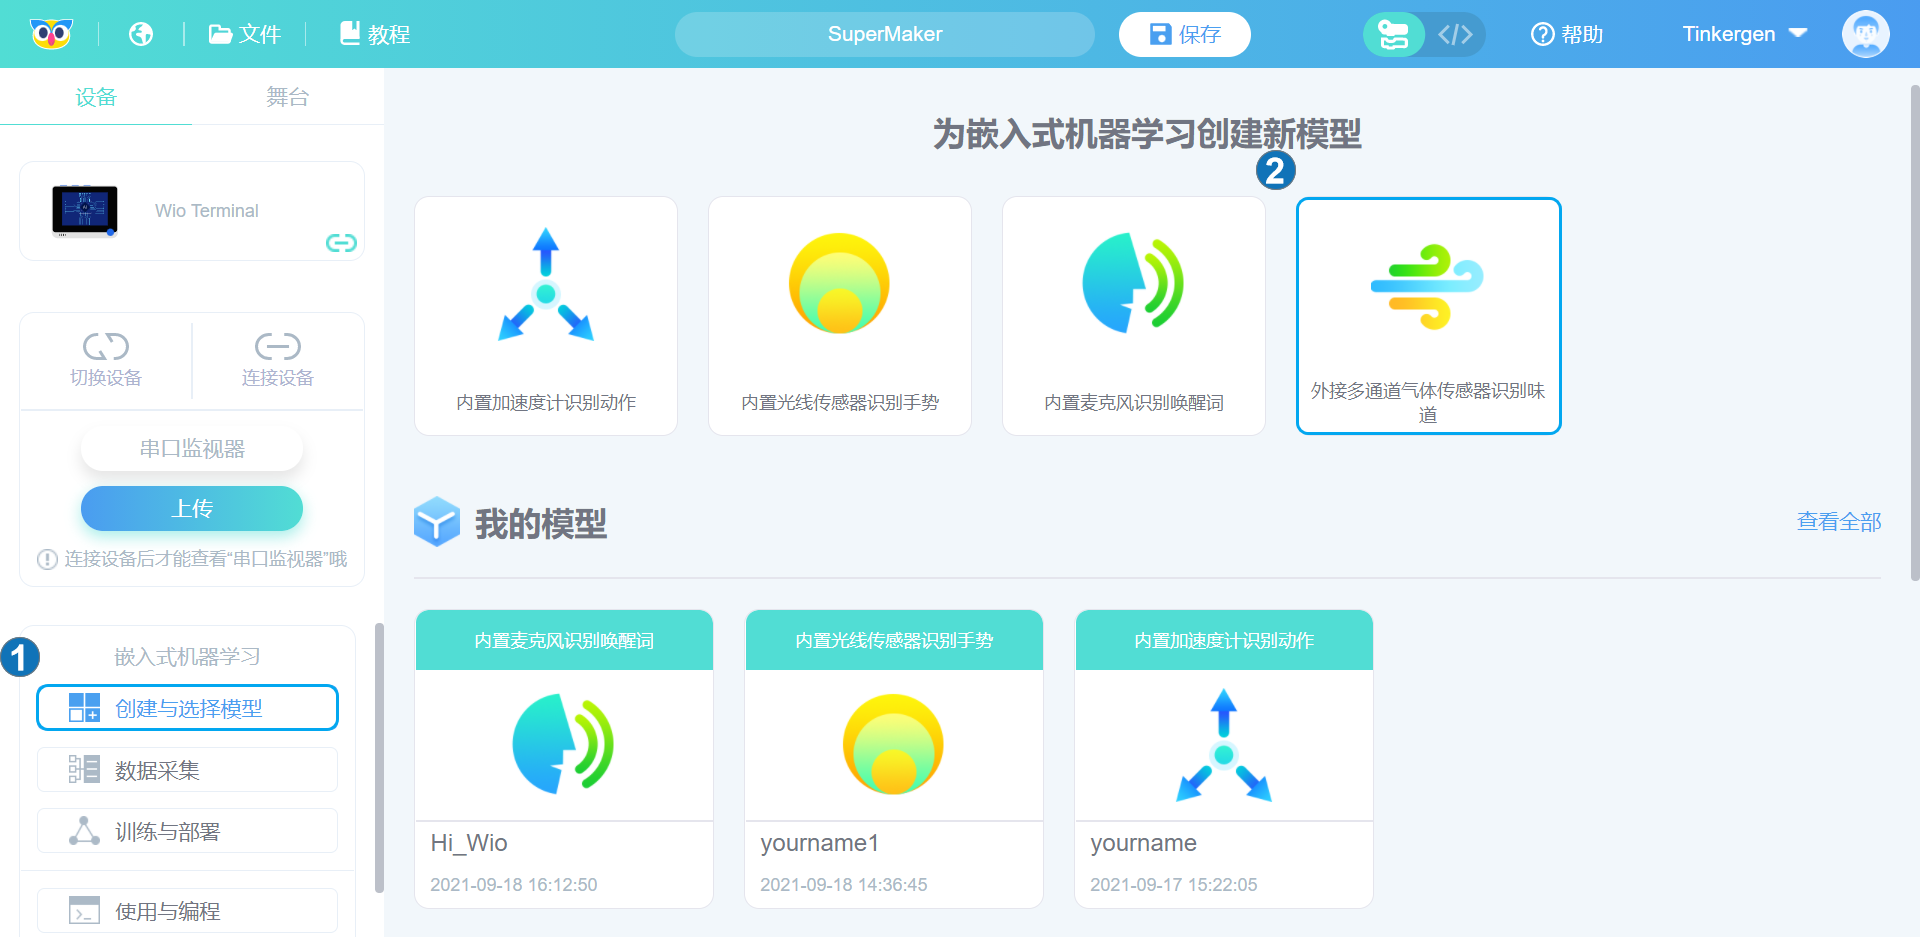 文件
教程
SuperMaker
保存
</>
帮助
Tinkergen
设备
舞台
Wio Terminal
切换设备
连接设备
串口监视器
上传
连接设备后才能查看“串口监视器”哦
1
嵌入式机器学习
创建与选择模型
数据采集
训练与部署
使用与编程
为嵌入式机器学习创建新模型
2
内置加速度计识别动作
内置光线传感器识别手势
内置麦克风识别唤醒词
外接多通道气体传感器识别味
道
我的模型
查看全部
内置麦克风识别唤醒词
Hi_Wio
2021-09-18 16:12:50
内置光线传感器识别手势
yourname1
2021-09-18 14:36:45
内置加速度计识别动作
yourname
2021-09-17 15:22:05